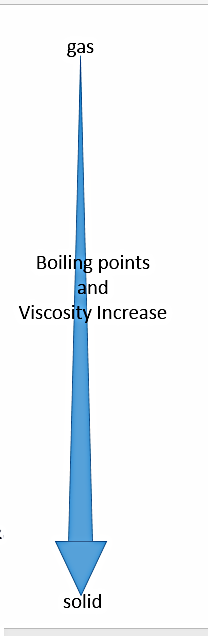 gas
Boiling points
and
Viscosity Increase
solid